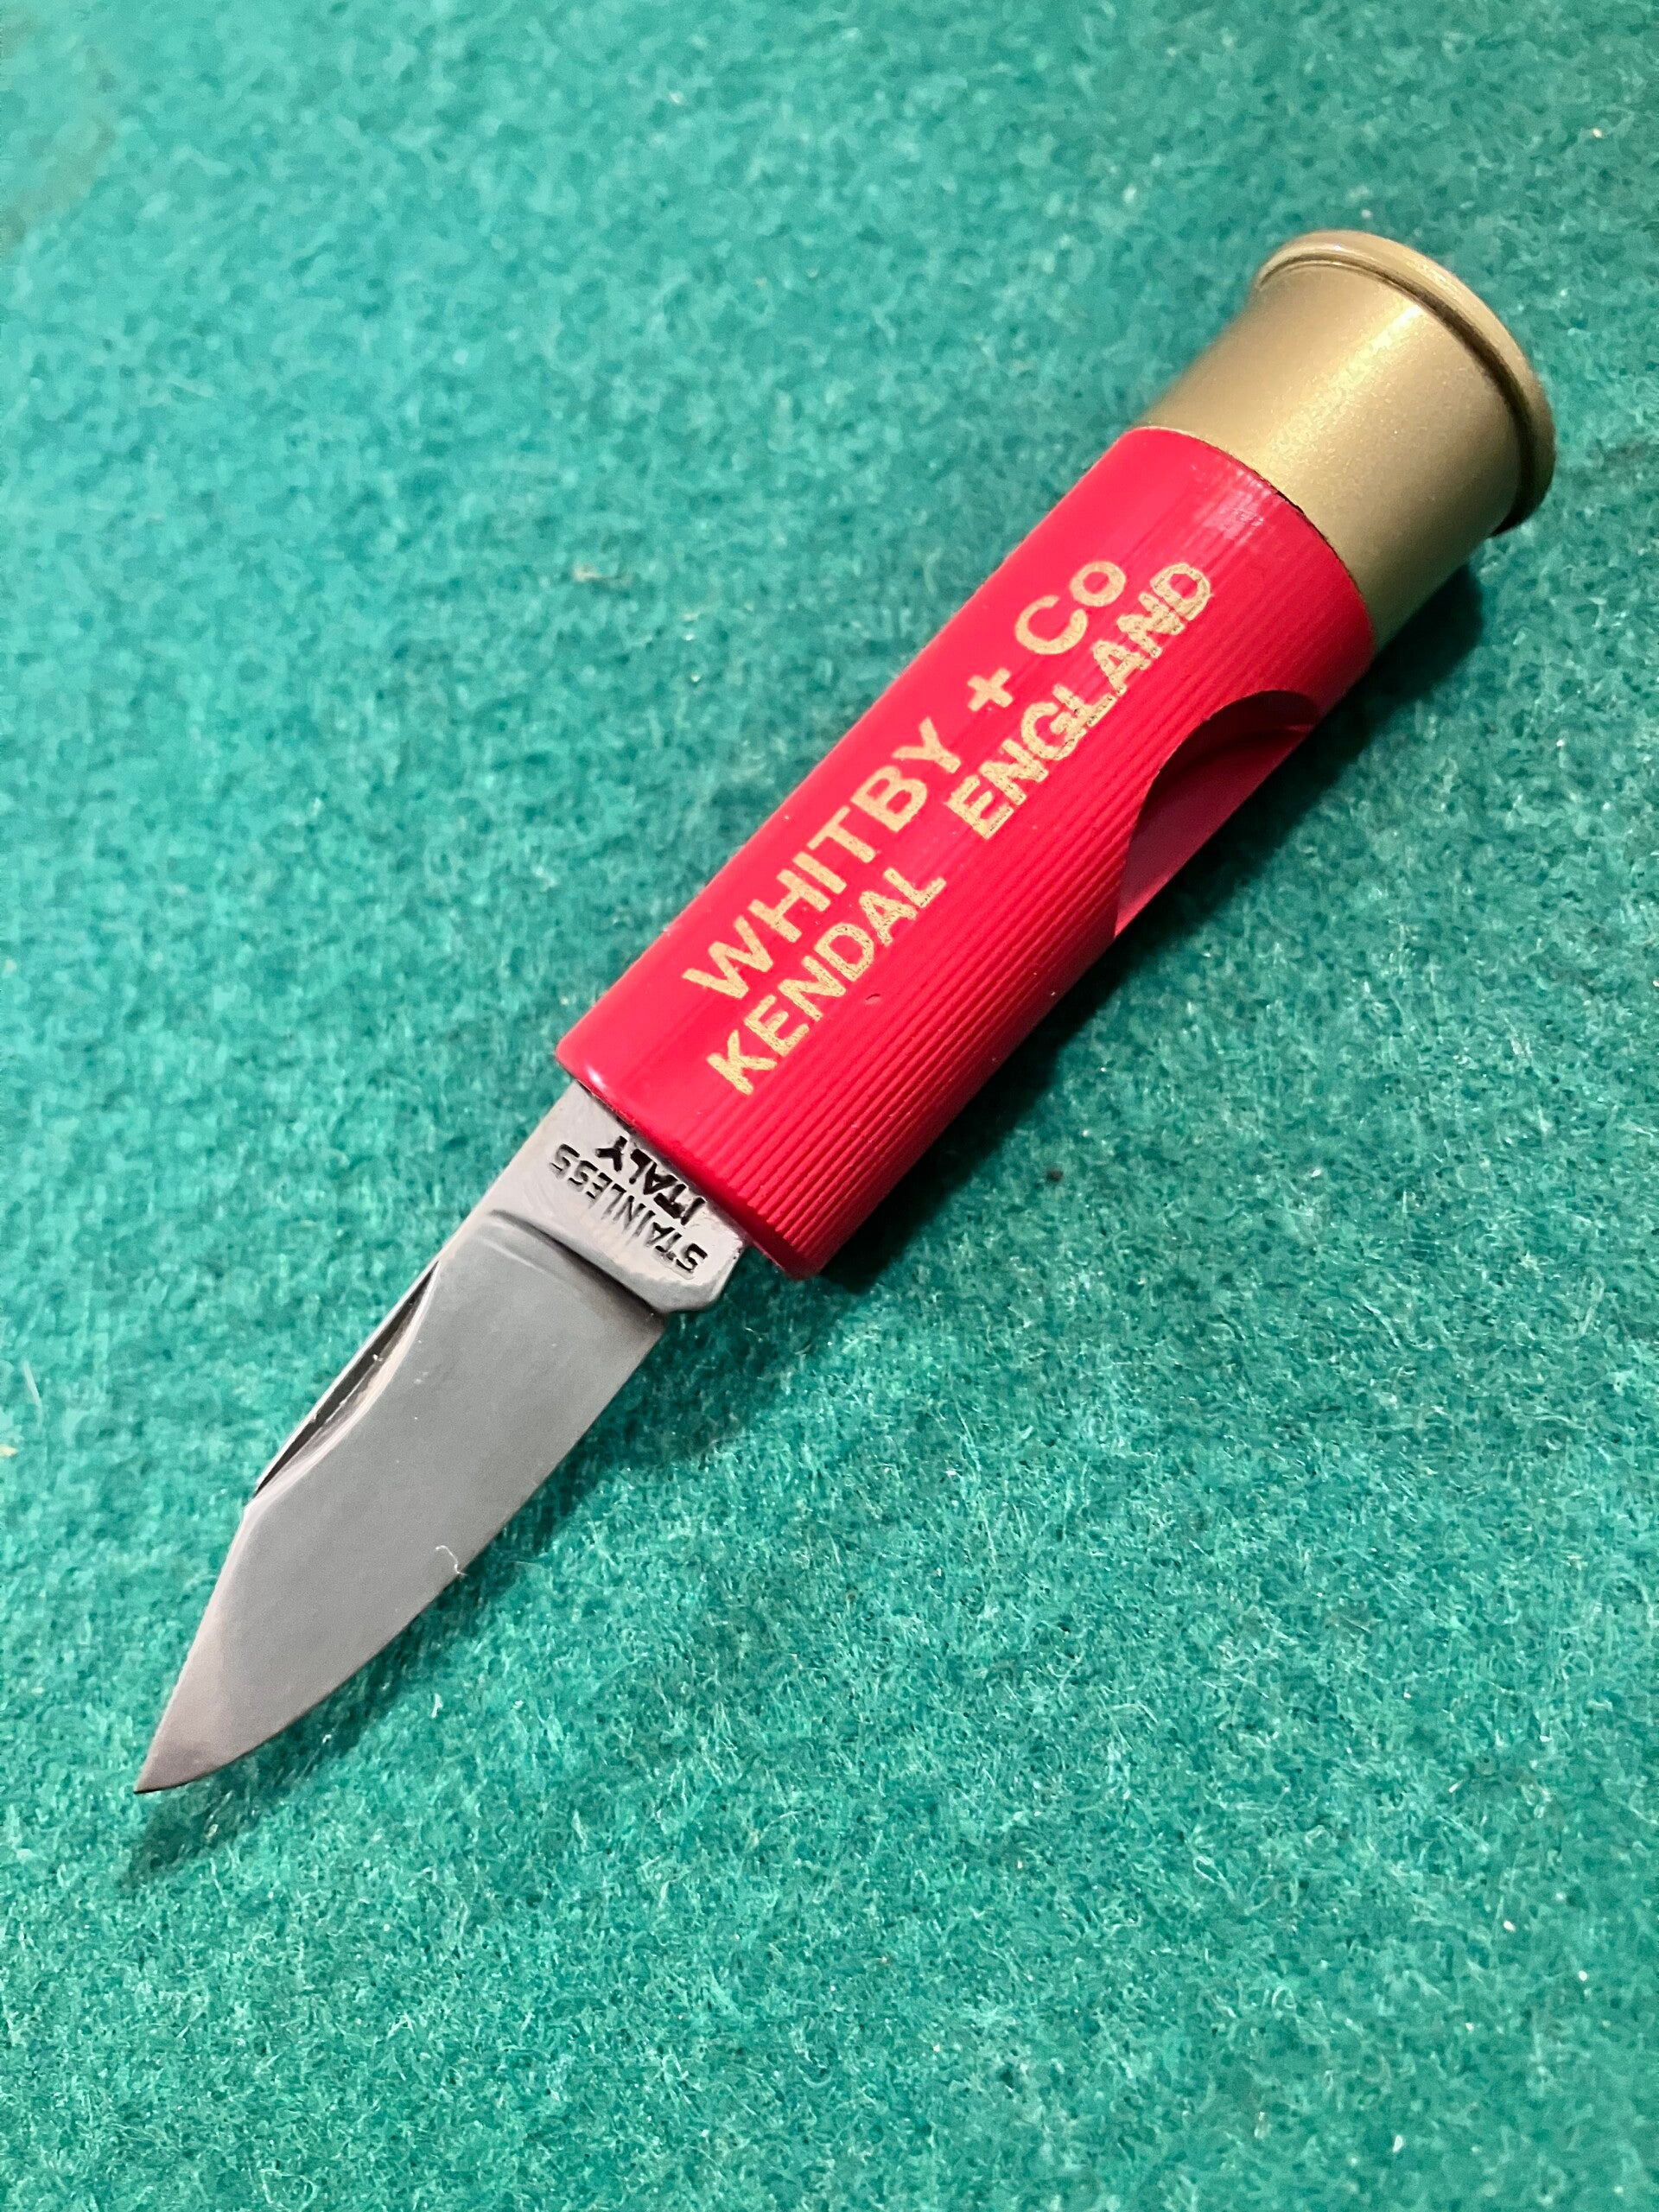 WHITBY + Co
KENDAL ENGLAND
STAINLESS
ITALY